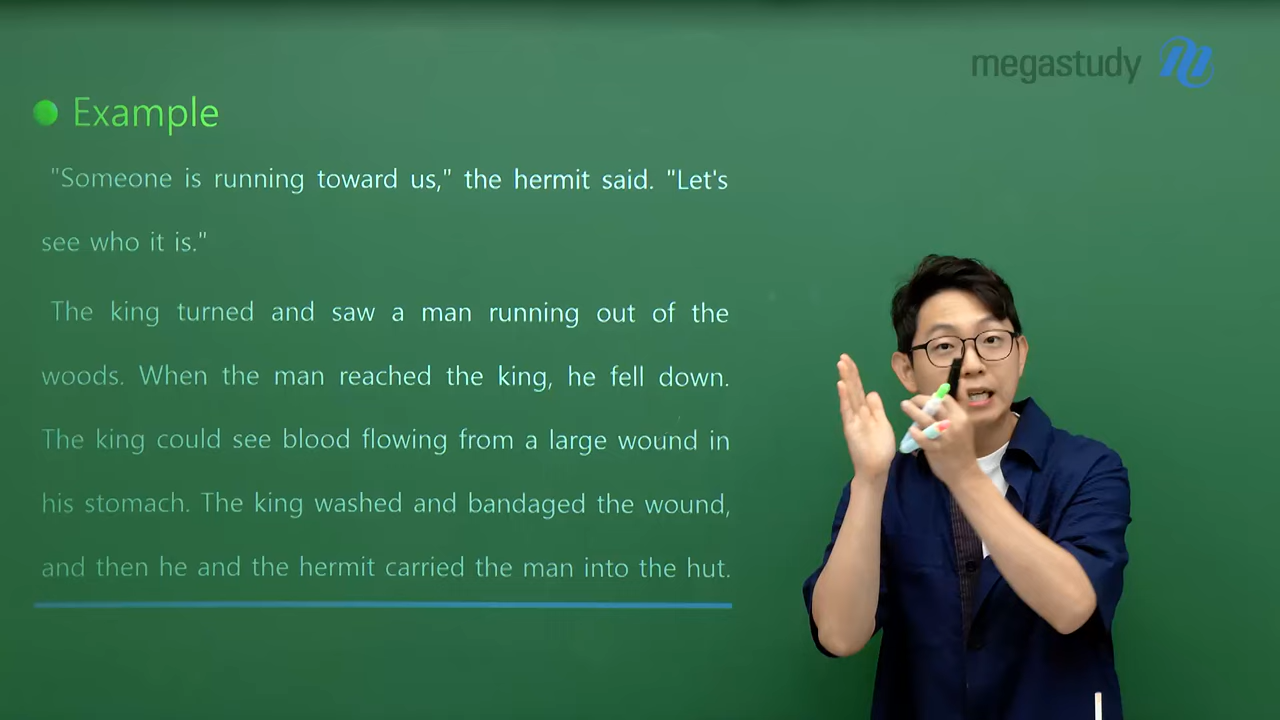 megastudy
Example
"Someone is running toward us," the hermit said. "Let's
see who it is."
The king turned and saw a man running out of the
woods. When the man reached the king, he fell down.
The king could see blood flowing from a large wound in
his stomach. The king washed and bandaged the wound,
and then he and the hermit carried the man into the hut.